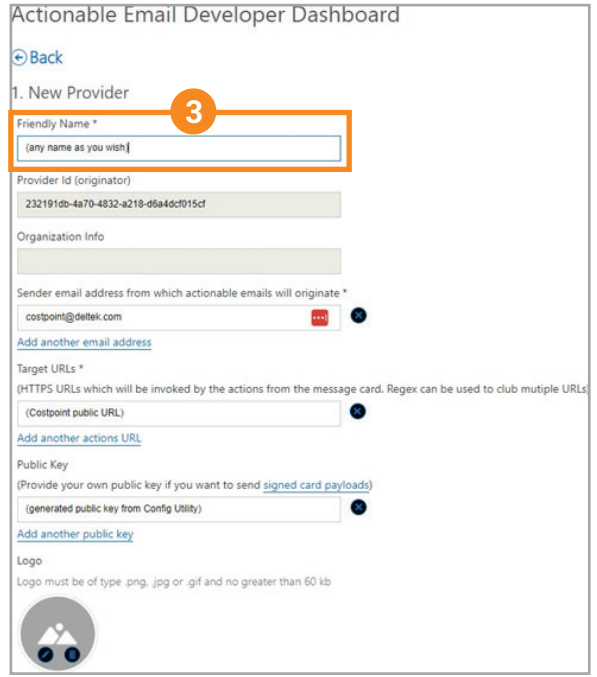 Actionable Email Developer Dashboard
Back
1. New Provider
3
Friendly Name *
(any name as you wish)
Provider Id (originator)
232191db-4a70-4832-a218-d6a4dcf015cf
Organization Info
Sender email address from which actionable emails will originate *
costpoint@deltek.com
Add another email address
Target URLs *
(HTTPS URLs which will be invoked by the actions from the message card. Regex can be used to club mutiple URLs
(Costpoint public URL)
Add another actions URL
Public Key
(Provide your own public key if you want to send signed card payloads)
(generated public key from Config Utility)
Add another public key
Logo
Logo must be of type .png, .jpg or .gif and no greater than 60 kb